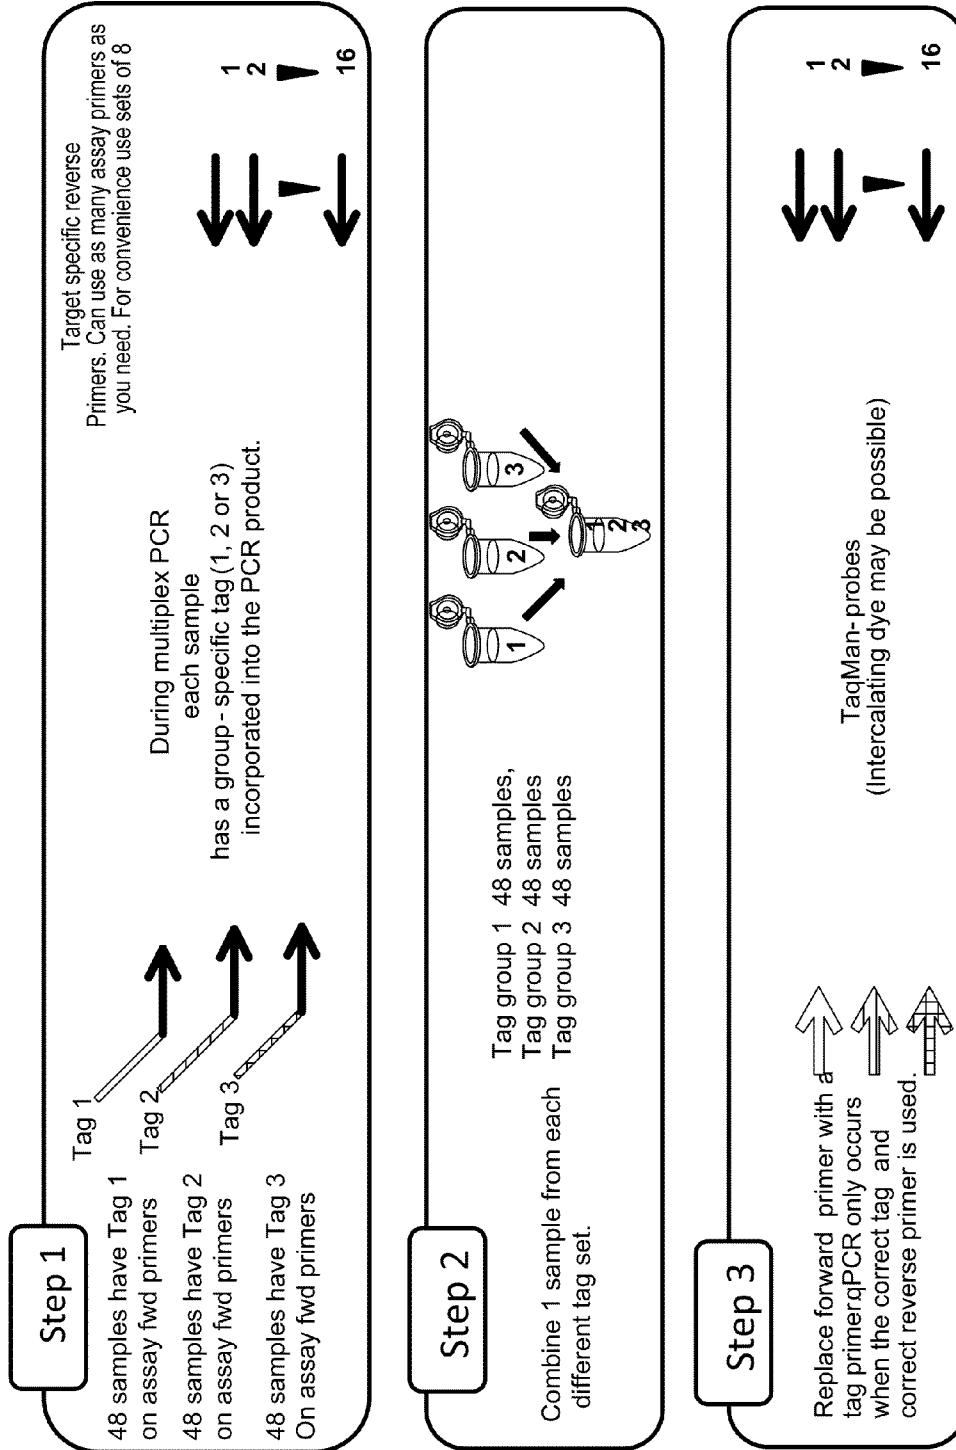 Step 1
48 samples have Tag 1
on assay fwd primers
48 samples have Tag 2
on assay fwd primers
48 samples have Tag 3
On assay fwd primers
Tag 1
Tag 2
Tag 3
During multiplex PCR
each sample
has a group - specific tag (1, 2 or 3)
incorporated into the PCR product.
Target specific reverse
Primers. Can use as many assay primers as
you need. For convenience use sets of 8
1
2
16
Step 2
Combine 1 sample from each
different tag set.
Tag group 1 48 samples,
Tag group 2 48 samples
Tag group 3 48 samples
1
2
3
1
2
3
Step 3
Replace forward primer with a
tag primerqPCR only occurs
when the correct tag and
correct reverse primer is used.
TaqMan- probes
(Intercalating dye may be possible)
1
2
16